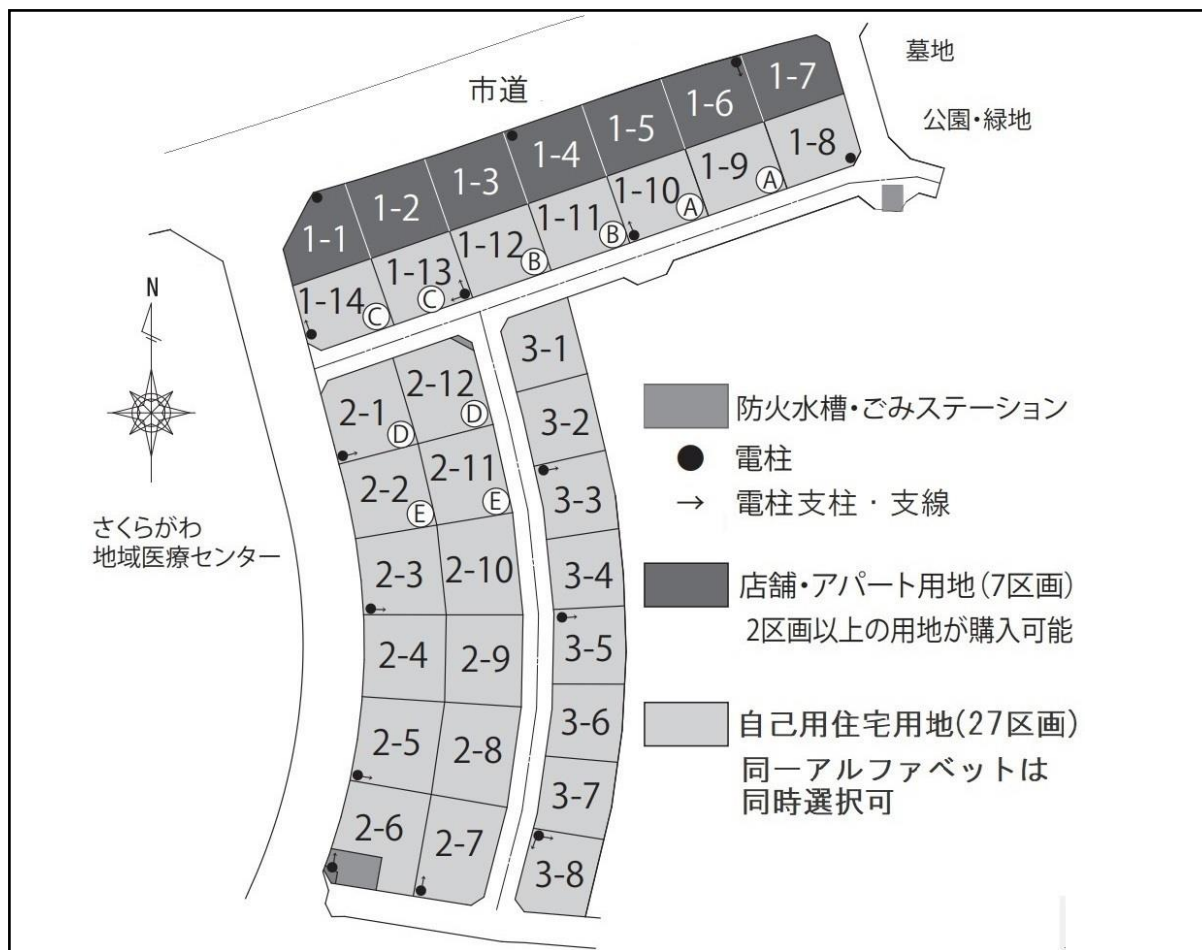 墓地
市道
公園・緑地
1-7
1-6
1-5
1-4
1-3
1-2
1-1
1-8
1-9
A
1-10
A
1-11
B
1-12
B
1-13
C
1-14
C
N
さくらがわ
地域医療センター
2-1
D
2-12
D
2-2
E
2-11
E
2-3
2-10
2-4
2-9
2-5
2-8
2-6
2-7
3-1
3-2
3-3
3-4
3-5
3-6
3-7
3-8
防火水槽・ごみステーション
電柱
→ 電柱支柱・支線
店舗・アパート用地(7区画)
2区画以上の用地が購入可能
自己用住宅用地(27区画)
同一アルファベットは
同時選択可